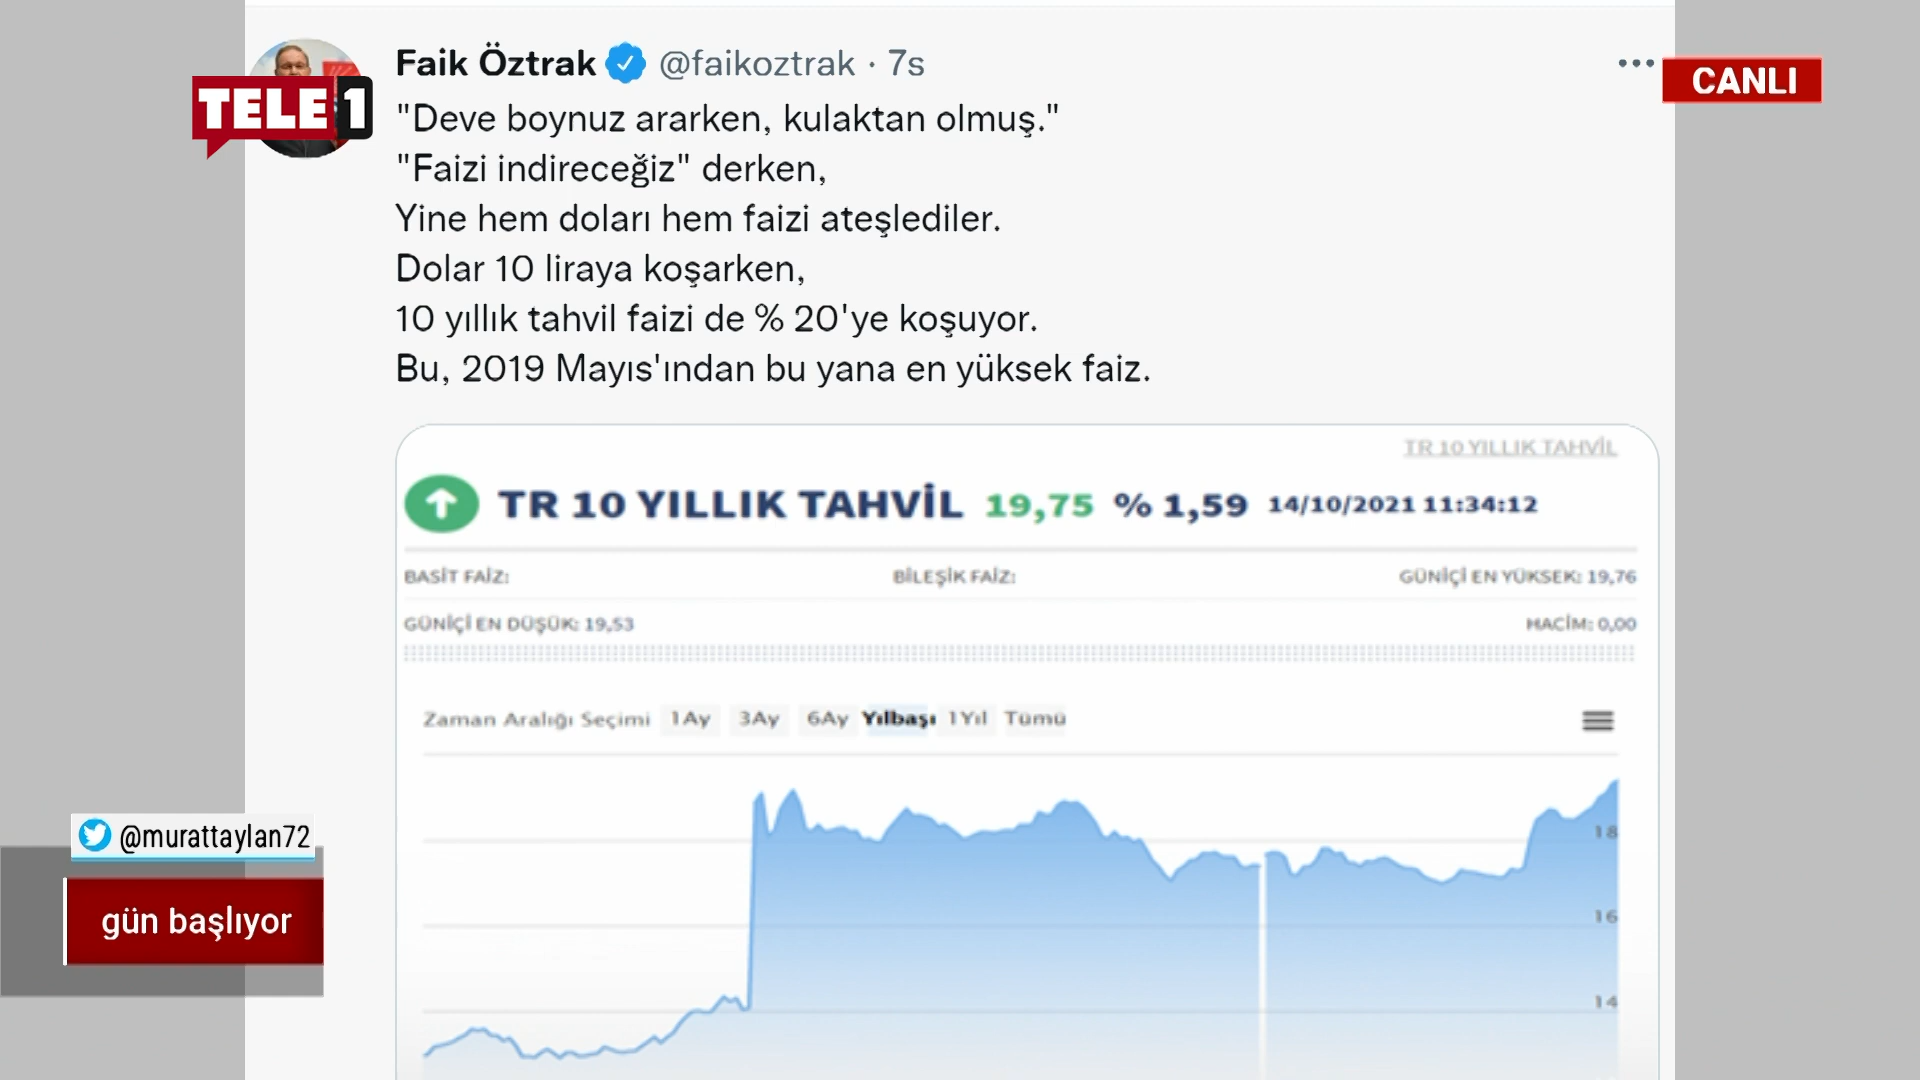 Faik Öztrak @faikoztrak · 7s
CANLI
TELE 1
"Deve boynuz ararken, kulaktan olmuş."
"Faizi indireceğiz" derken,
Yine hem doları hem faizi ateşlediler.
Dolar 10 liraya koşarken,
10 yıllık tahvil faizi de % 20'ye koşuyor.
Bu, 2019 Mayıs'ından bu yana en yüksek faiz.
TR 10 YILLIK TAHVİL
TR 10 YILLIK TAHVİL 19,75 % 1,59 14/10/2021 11:34:12
BASİT FAİZ: BİLEŞİK FAİZ: GÜNİÇİ EN YÜKSEK: 19,76
GÜNİÇİ EN DÜŞÜK: 19,53 HACİM: 0,00
Zaman Aralığı Seçimi 1Ay 3Ay 6Ay Yılbaşı 1Yıl Tümü
18
16
14
@murattaylan72
gün başlıyor